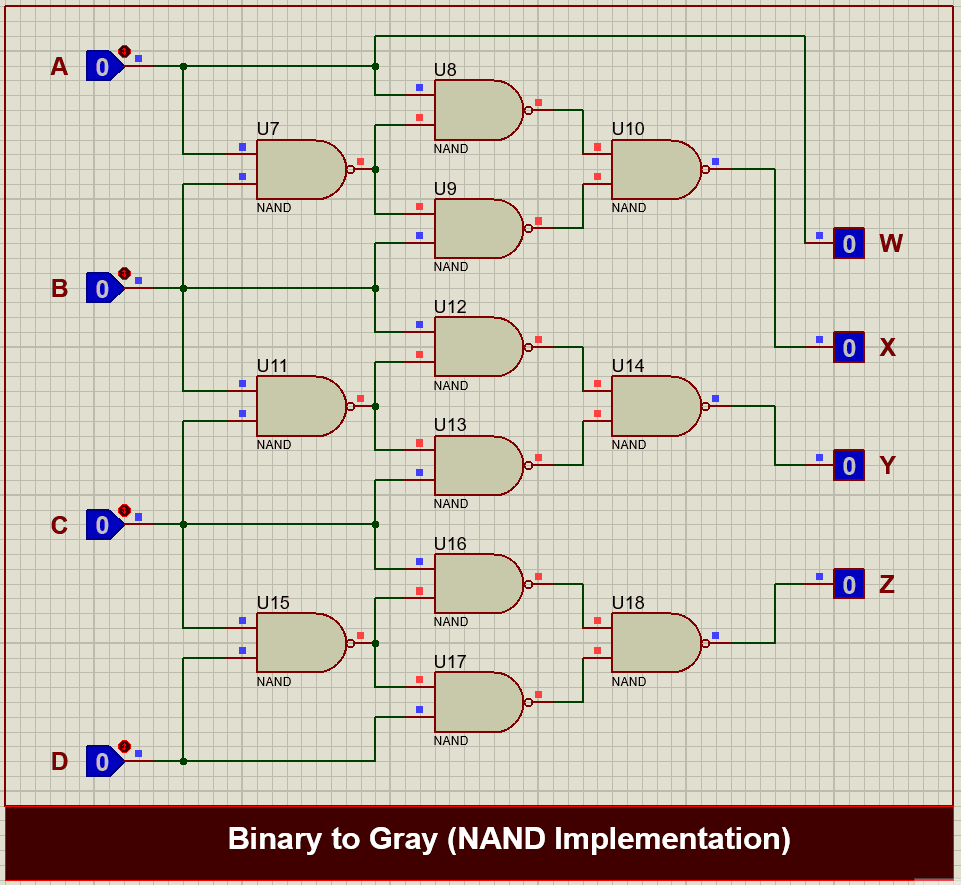 A 0
U8
NAND
U7
NAND
U10
NAND
U9
NAND
0 W
B 0
U12
NAND
0 X
U11
NAND
U14
NAND
U13
NAND
0 Y
C 0
U16
NAND
0 Z
U15
NAND
U18
NAND
U17
NAND
D 0
Binary to Gray (NAND Implementation)